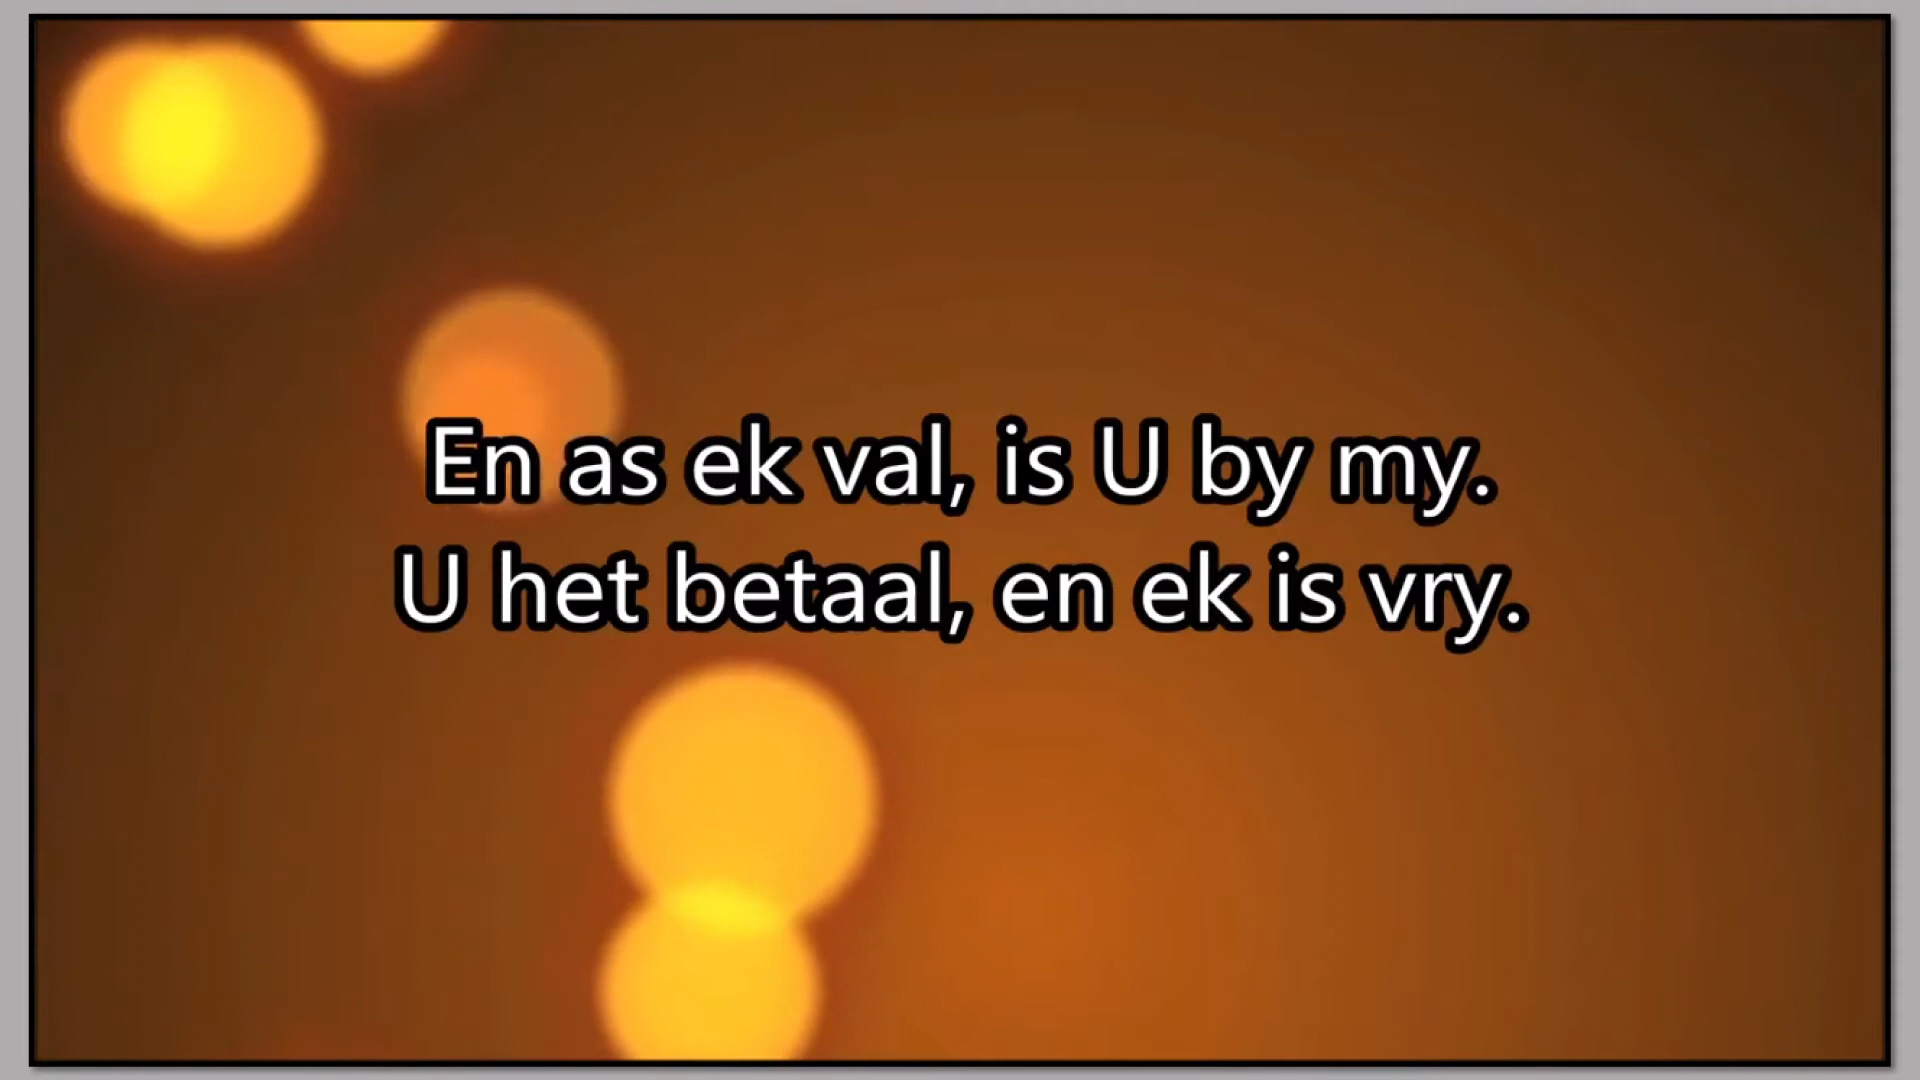 En as ek val, is U by my.
U het betaal, en ek is vry.